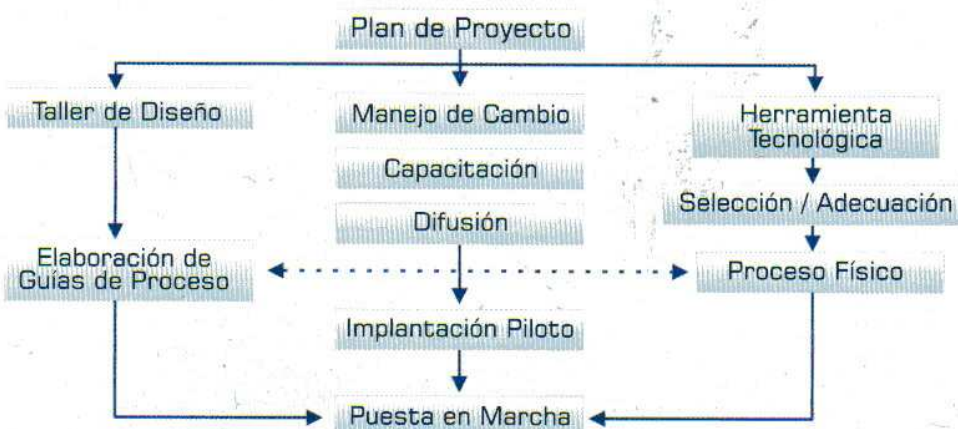 Plan de Proyecto
Taller de Diseño
Manejo de Cambio
Herramienta
Tecnológica
Capacitación
Selección / Adecuación
Difusión
Elaboración de
Guías de Proceso
Proceso Físico
Implantación Piloto
Puesta en Marcha